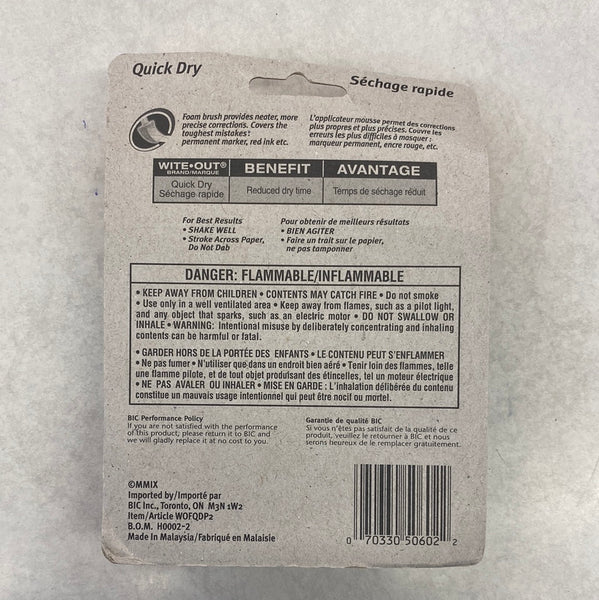 Quick Dry
Séchage rapide
Foam brush provides neater, more
precise corrections. Covers the
toughest mistakes:
permanent marker, red ink etc.
L'applicateur mousse permet des corrections
plus propres et plus précises. Couvre les
erreurs les plus difficiles à masquer :
marqueur permanent, encre rouge, etc.
WITE•OUT®
BRAND/MARQUE
BENEFIT
AVANTAGE
Quick Dry
Séchage rapide
Reduced dry time
Temps de séchage réduit
For Best Results
• SHAKE WELL
• Stroke Across Paper,
Do Not Dab
Pour obtenir de meilleurs résultats
• BIEN AGITER
• Faire un trait sur le papier,
ne pas tamponner
DANGER: FLAMMABLE/INFLAMMABLE
• KEEP AWAY FROM CHILDREN • CONTENTS MAY CATCH FIRE • Do not smoke
• Use only in a well ventilated area • Keep away from flames, such as a pilot light,
and any object that sparks, such as an electric motor • DO NOT SWALLOW OR
INHALE • WARNING: Intentional misuse by deliberately concentrating and inhaling
contents can be harmful or fatal.
• GARDER HORS DE LA PORTÉE DES ENFANTS • LE CONTENU PEUT S'ENFLAMMER
• Ne pas fumer • N'utiliser que dans un endroit bien aéré • Tenir loin des flammes, telle
une flamme pilote, et de tout objet produisant des étincelles, tel un moteur électrique
• NE PAS AVALER OU INHALER • MISE EN GARDE : L'inhalation délibérée du contenu
constitue un mauvais usage intentionnel qui peut être nocif ou mortel.
BIC Performance Policy
If you are not satisfied with the performance
of this product, please return it to BIC and
we will gladly replace it at no cost to you.
Garantie de qualité BIC
Si vous n'êtes pas satisfait de la qualité de ce
produit, veuillez le retourner à BIC et nous
serons heureux de le remplacer gratuitement.
©MMIX
Imported by/Importé par
BIC Inc., Toronto, ON M3N 1W2
Item/Article WOFQDP2
B.O.M. H0002-2
Made in Malaysia/Fabriqué en Malaisie
0 70330 50602 2